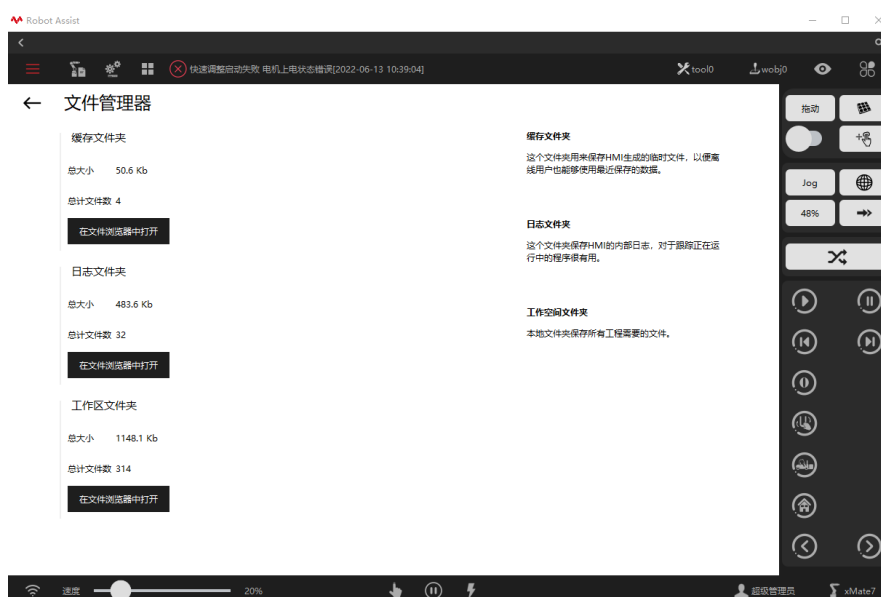 Robot Assist
快速调整启动失败 电机上电状态错误[2022-06-13 10:39:04]
tool0
wobj0
文件管理器
缓存文件夹
总大小 50.6 Kb
总计文件数 4
在文件浏览器中打开
日志文件夹
总大小 483.6 Kb
总计文件数 32
在文件浏览器中打开
工作区文件夹
总大小 1148.1 Kb
总计文件数 314
在文件浏览器中打开
缓存文件夹
这个文件夹用来保存HMI生成的临时文件，以便离
线用户也能够使用最近保存的数据。
日志文件夹
这个文件夹保存HMI的内部日志，对于跟踪正在运
行中的程序很有用。
工作空间文件夹
本地文件夹保存所有工程需要的文件。
拖动
Jog
48%
速度
20%
超级管理员
xMate7